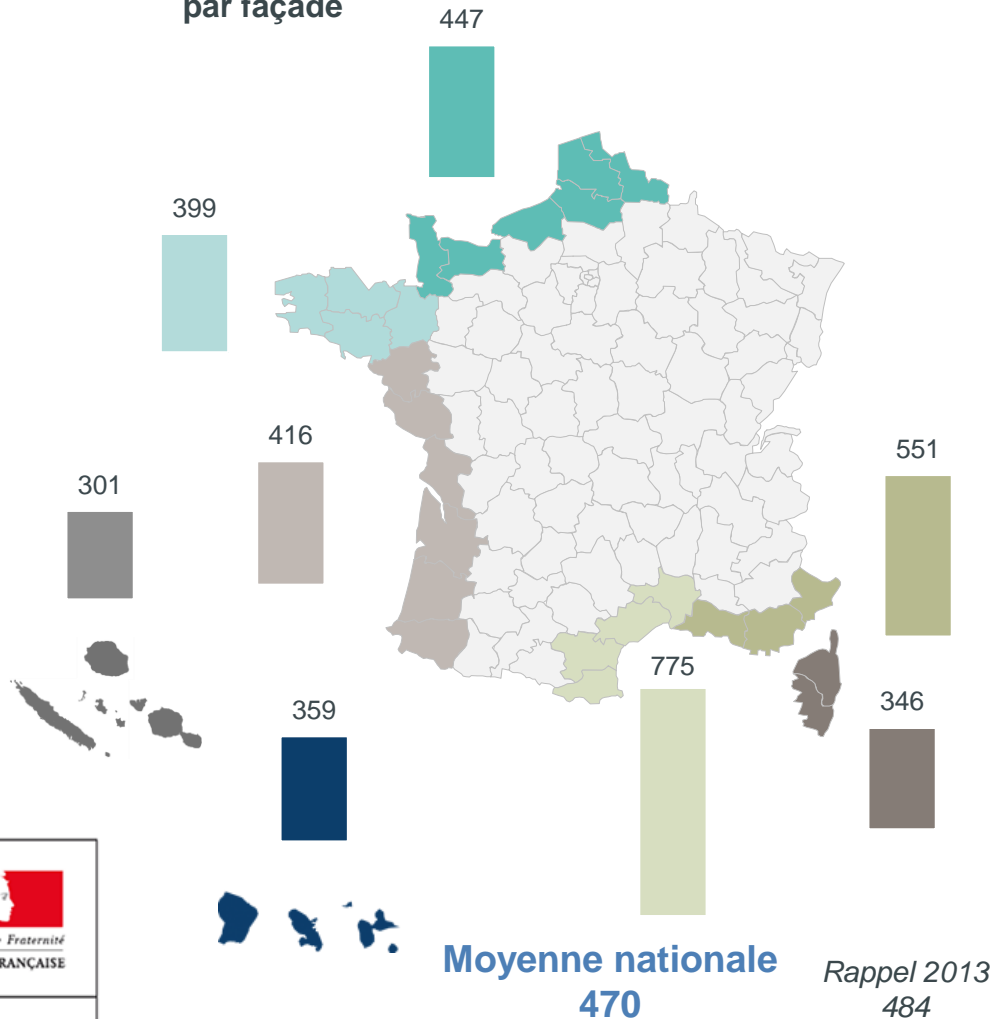 par façade
447
399
416
551
301
775
346
359
Fraternité
RANÇAISE
Moyenne nationale
470
Rappel 2013
484